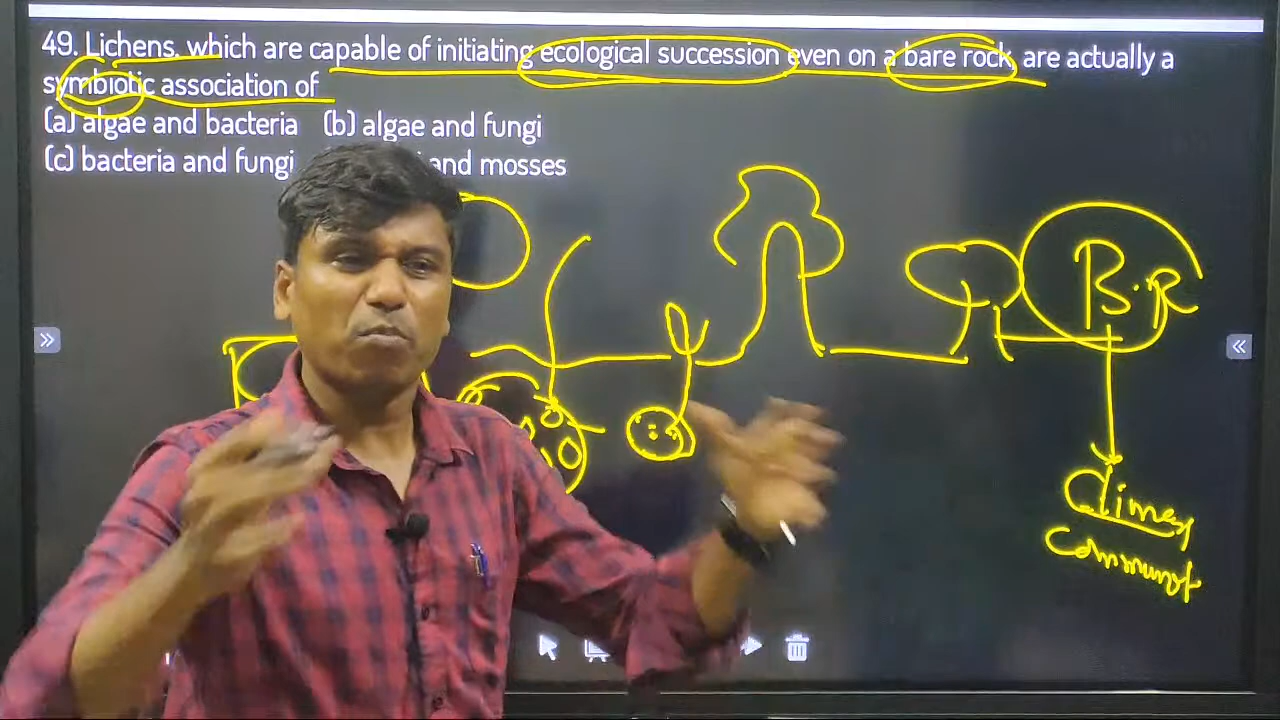 49. Lichens, which are capable of initiating ecological succession even on a bare rock, are actually a
symbiotic association of
(a) algae and bacteria (b) algae and fungi
(c) bacteria and fungi and mosses
B.R
Climax